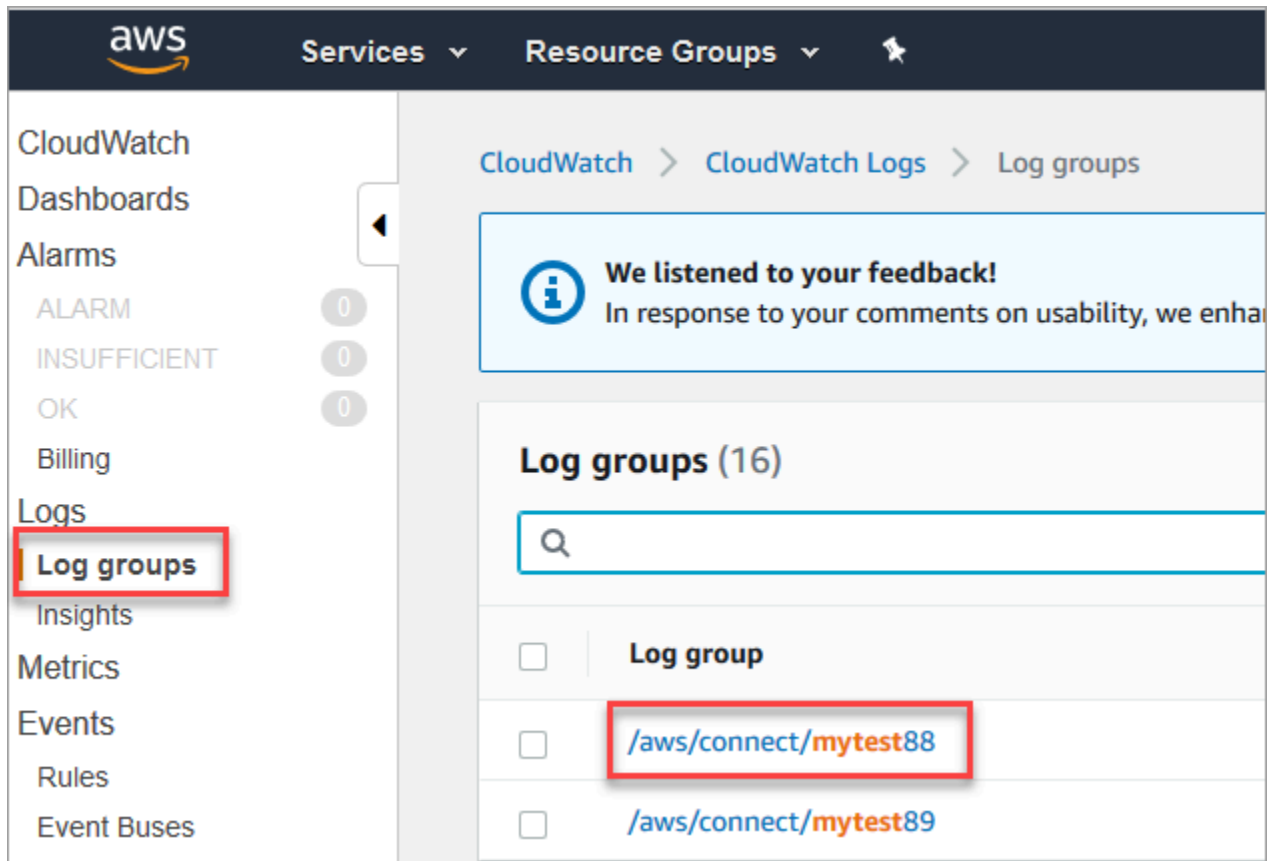 aws
Services
Resource Groups
CloudWatch
Dashboards
Alarms
ALARM 0
INSUFFICIENT 0
OK 0
Billing
Logs
Log groups
Insights
Metrics
Events
Rules
Event Buses
CloudWatch > CloudWatch Logs > Log groups
We listened to your feedback!
In response to your comments on usability, we enha
Log groups (16)
Log group
/aws/connect/mytest88
/aws/connect/mytest89